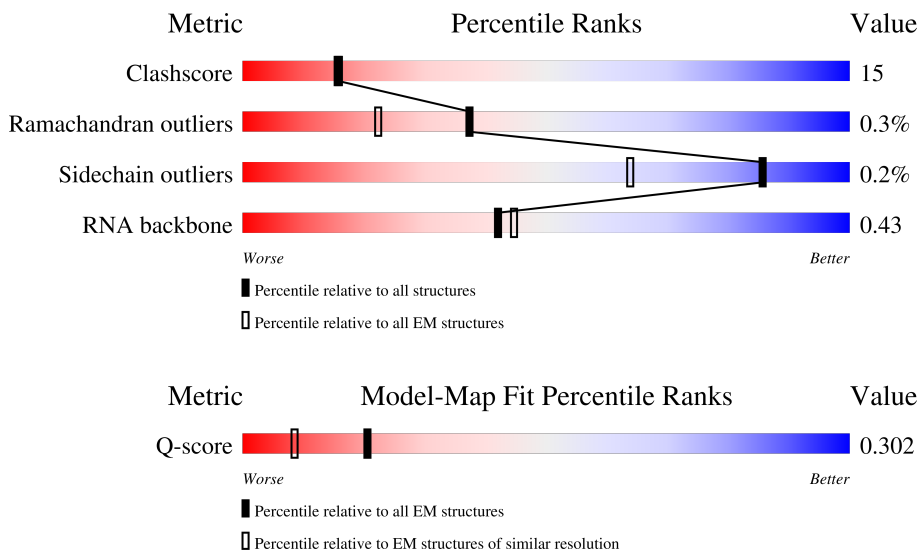 Metric Percentile Ranks Value
Clashscore 15
Ramachandran outliers 0.3%
Sidechain outliers 0.2%
RNA backbone 0.43
Worse Better
Percentile relative to all structures
Percentile relative to all EM structures
Metric Model-Map Fit Percentile Ranks Value
Q-score 0.302
Worse Better
Percentile relative to all EM structures
Percentile relative to EM structures of similar resolution